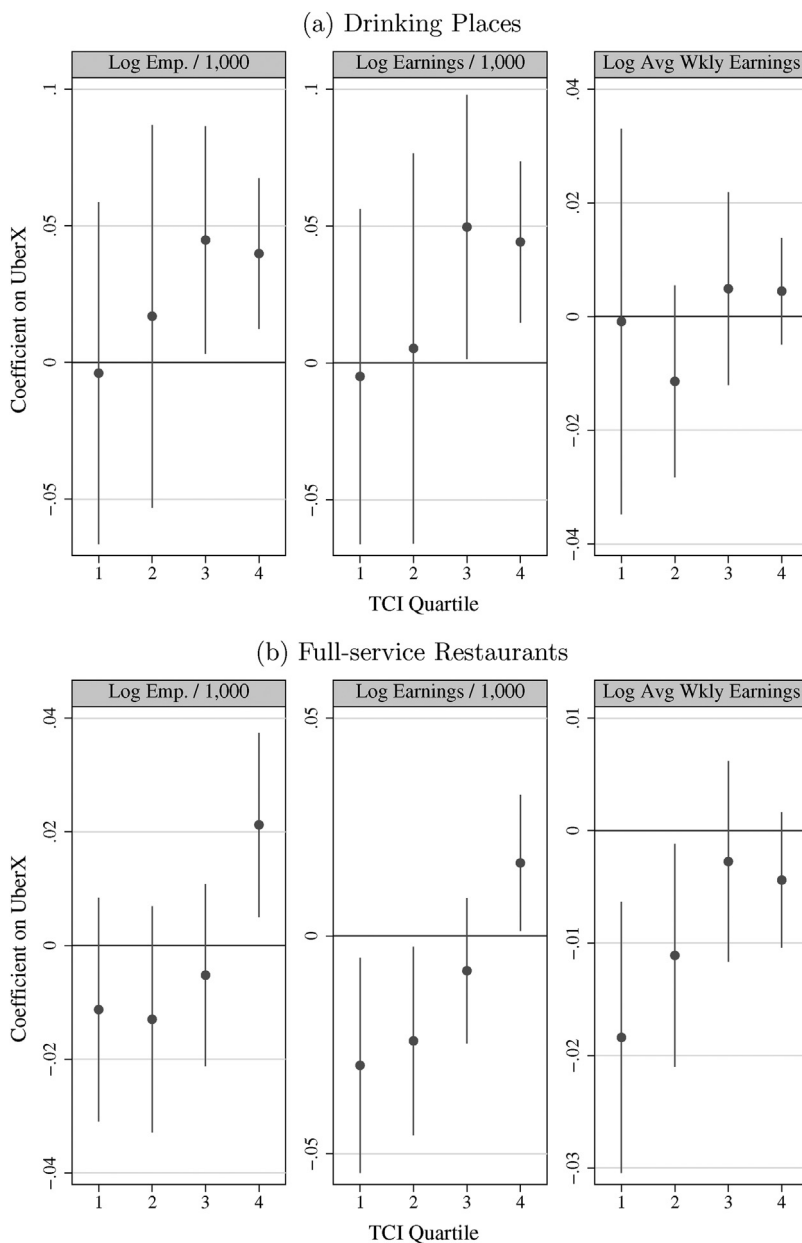 (a) Drinking Places
Log Emp. / 1,000
Log Earnings / 1,000
Log Avg Wkly Earnings
Coefficient on UberX
.1
.05
0
-.05
.1
.05
0
-.05
.04
.02
0
-.02
-.04
1 2 3 4
1 2 3 4
1 2 3 4
TCI Quartile
(b) Full-service Restaurants
Log Emp. / 1,000
Log Earnings / 1,000
Log Avg Wkly Earnings
Coefficient on UberX
.04
.02
0
-.02
-.04
.05
0
-.05
.01
0
-.01
-.02
-.03
1 2 3 4
1 2 3 4
1 2 3 4
TCI Quartile